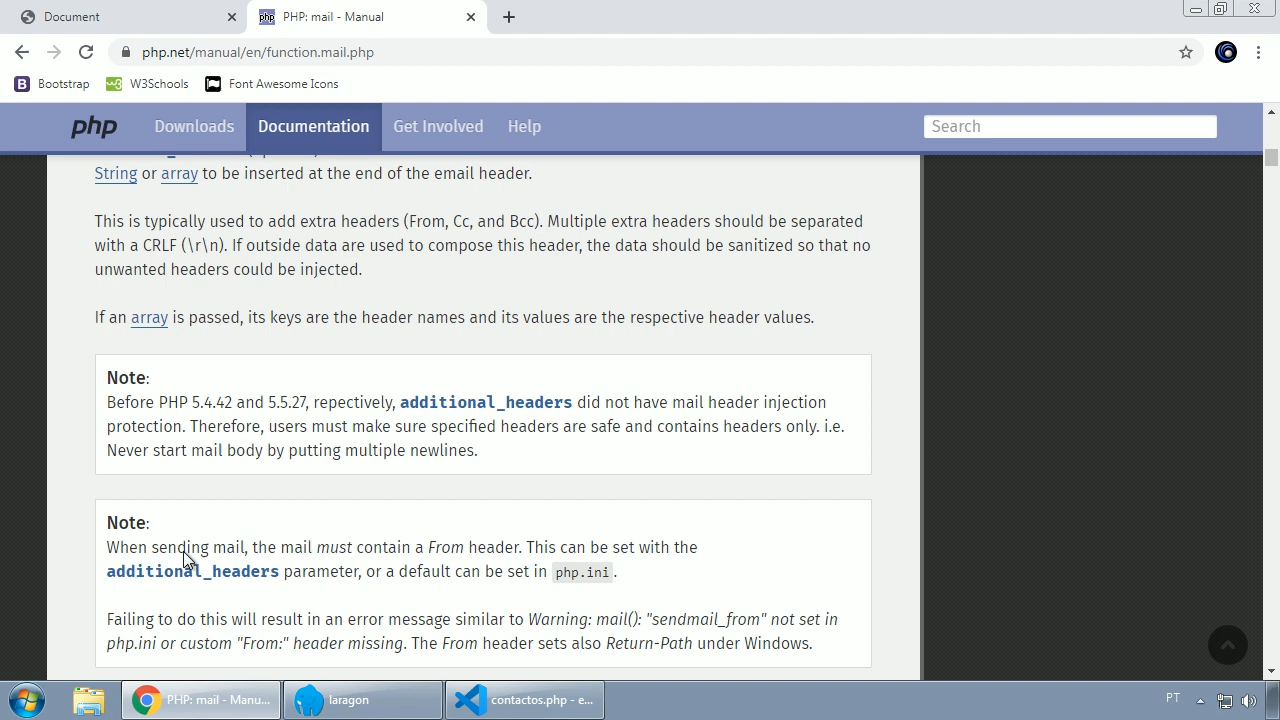 Document
PHP: mail - Manual
php.net/manual/en/function.mail.php
Bootstrap
W3Schools
Font Awesome Icons
php
Downloads
Documentation
Get Involved
Help
Search
String or array to be inserted at the end of the email header.
This is typically used to add extra headers (From, Cc, and Bcc). Multiple extra headers should be separated
with a CRLF (\r\n). If outside data are used to compose this header, the data should be sanitized so that no
unwanted headers could be injected.
If an array is passed, its keys are the header names and its values are the respective header values.
Note:
Before PHP 5.4.42 and 5.5.27, repectively, additional_headers did not have mail header injection
protection. Therefore, users must make sure specified headers are safe and contains headers only. i.e.
Never start mail body by putting multiple newlines.
Note:
When sending mail, the mail must contain a From header. This can be set with the
additional_headers parameter, or a default can be set in php.ini.
Failing to do this will result in an error message similar to Warning: mail(): "sendmail_from" not set in
php.ini or custom "From:" header missing. The From header sets also Return-Path under Windows.
PHP: mail - Manu...
laragon
contactos.php - e...
PT